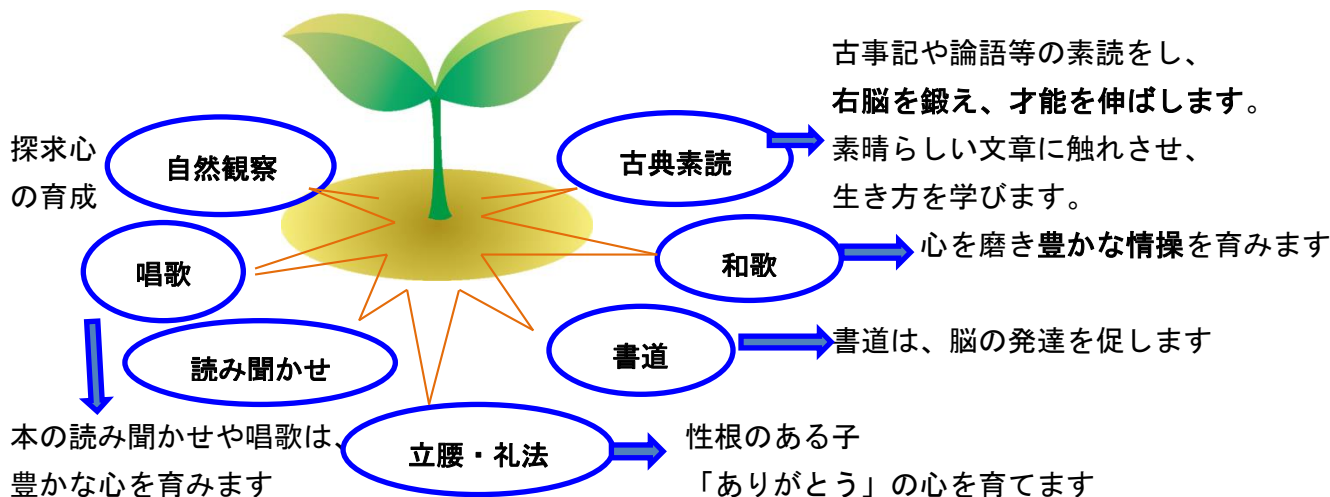 古事記や論語等の素読をし、
右脳を鍛え、才能を伸ばします。
素晴らしい文章に触れさせ、
生き方を学びます。
探求心
の育成
自然観察
古典素読
唱歌
和歌
心を磨き豊かな情操を育みます
読み聞かせ
書道
書道は、脳の発達を促します
本の読み聞かせや唱歌は、
豊かな心を育みます
立腰・礼法
性根のある子
「ありがとう」の心を育てます